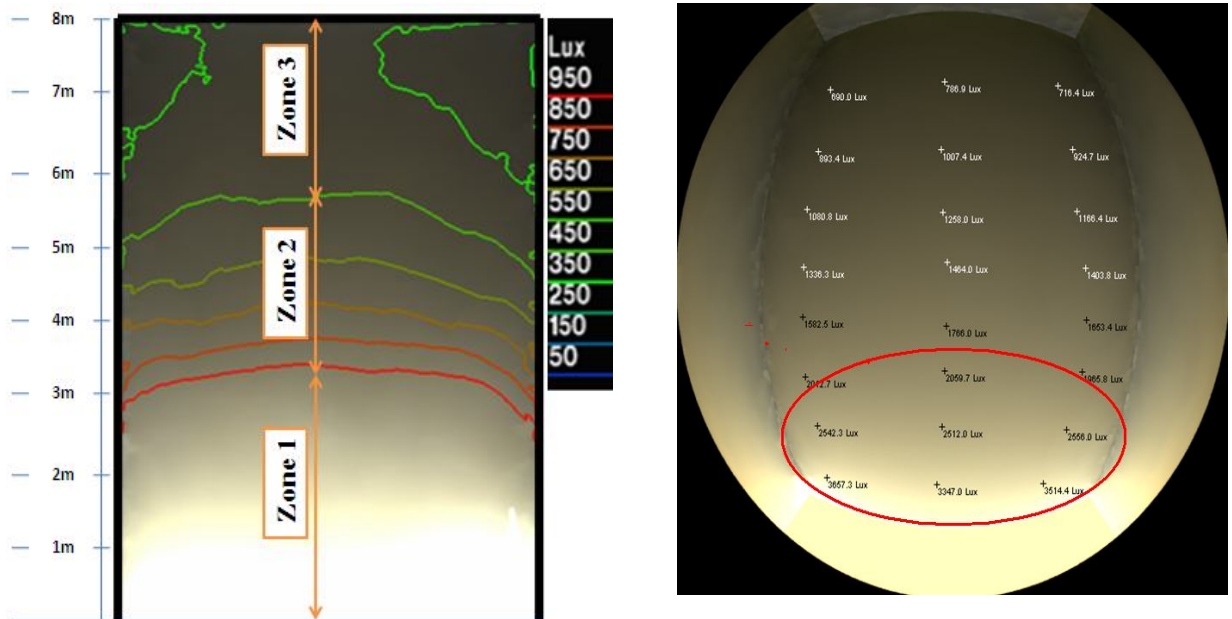 8m
7m
6m
5m
4m
3m
2m
1m
Zone 3
Zone 2
Zone 1
Lux
950
850
750
650
550
450
350
250
150
50
690.0 Lux
786.9 Lux
716.4 Lux
893.4 Lux
1007.4 Lux
924.7 Lux
1080.8 Lux
1258.0 Lux
1166.4 Lux
1336.3 Lux
1464.0 Lux
1403.8 Lux
1582.5 Lux
1766.0 Lux
1653.4 Lux
2012.7 Lux
2059.7 Lux
1965.8 Lux
2542.3 Lux
2512.0 Lux
2556.0 Lux
3657.3 Lux
3347.0 Lux
3514.4 Lux